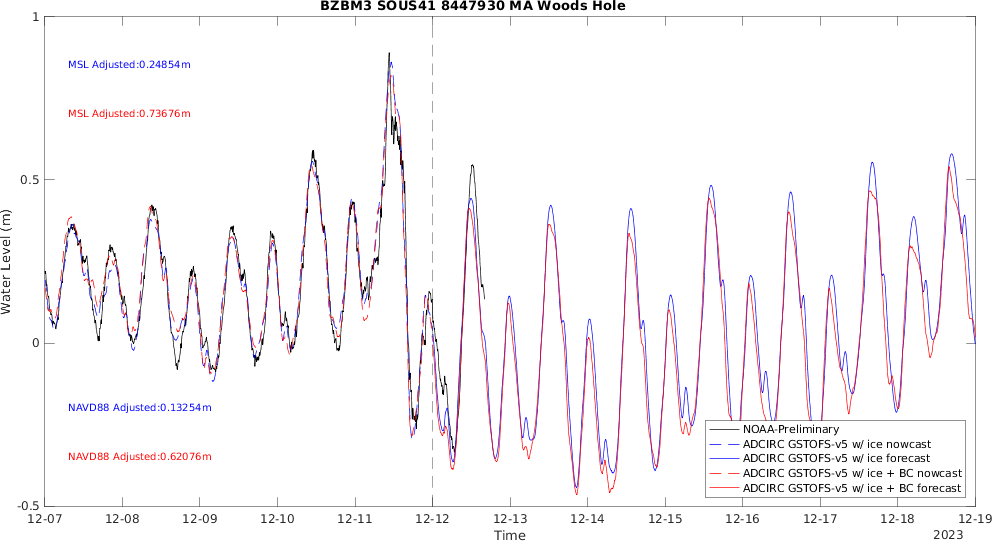 BZBM3 SOUS41 8447930 MA Woods Hole
1
MSL Adjusted:0.24854m
MSL Adjusted:0.73676m
0.5
Water Level (m)
0
NAVD88 Adjusted:0.13254m
NAVD88 Adjusted:0.62076m
NOAA-Preliminary
ADCIRC GSTOFS-v5 w/ ice nowcast
ADCIRC GSTOFS-v5 w/ ice forecast
ADCIRC GSTOFS-v5 w/ ice + BC nowcast
ADCIRC GSTOFS-v5 w/ ice + BC forecast
-0.5
12-07 12-08 12-09 12-10 12-11 12-12 12-13 12-14 12-15 12-16 12-17 12-18 12-19
Time
2023